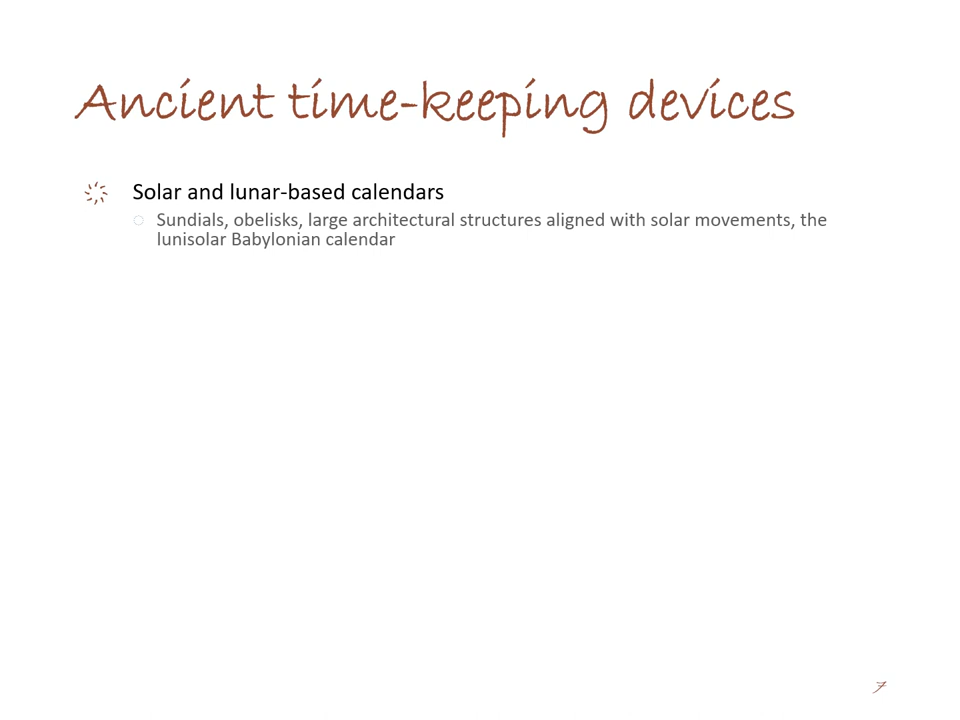 Ancient time-keeping devices
Solar and lunar-based calendars
Sundials, obelisks, large architectural structures aligned with solar movements, the
lunisolar Babylonian calendar
7